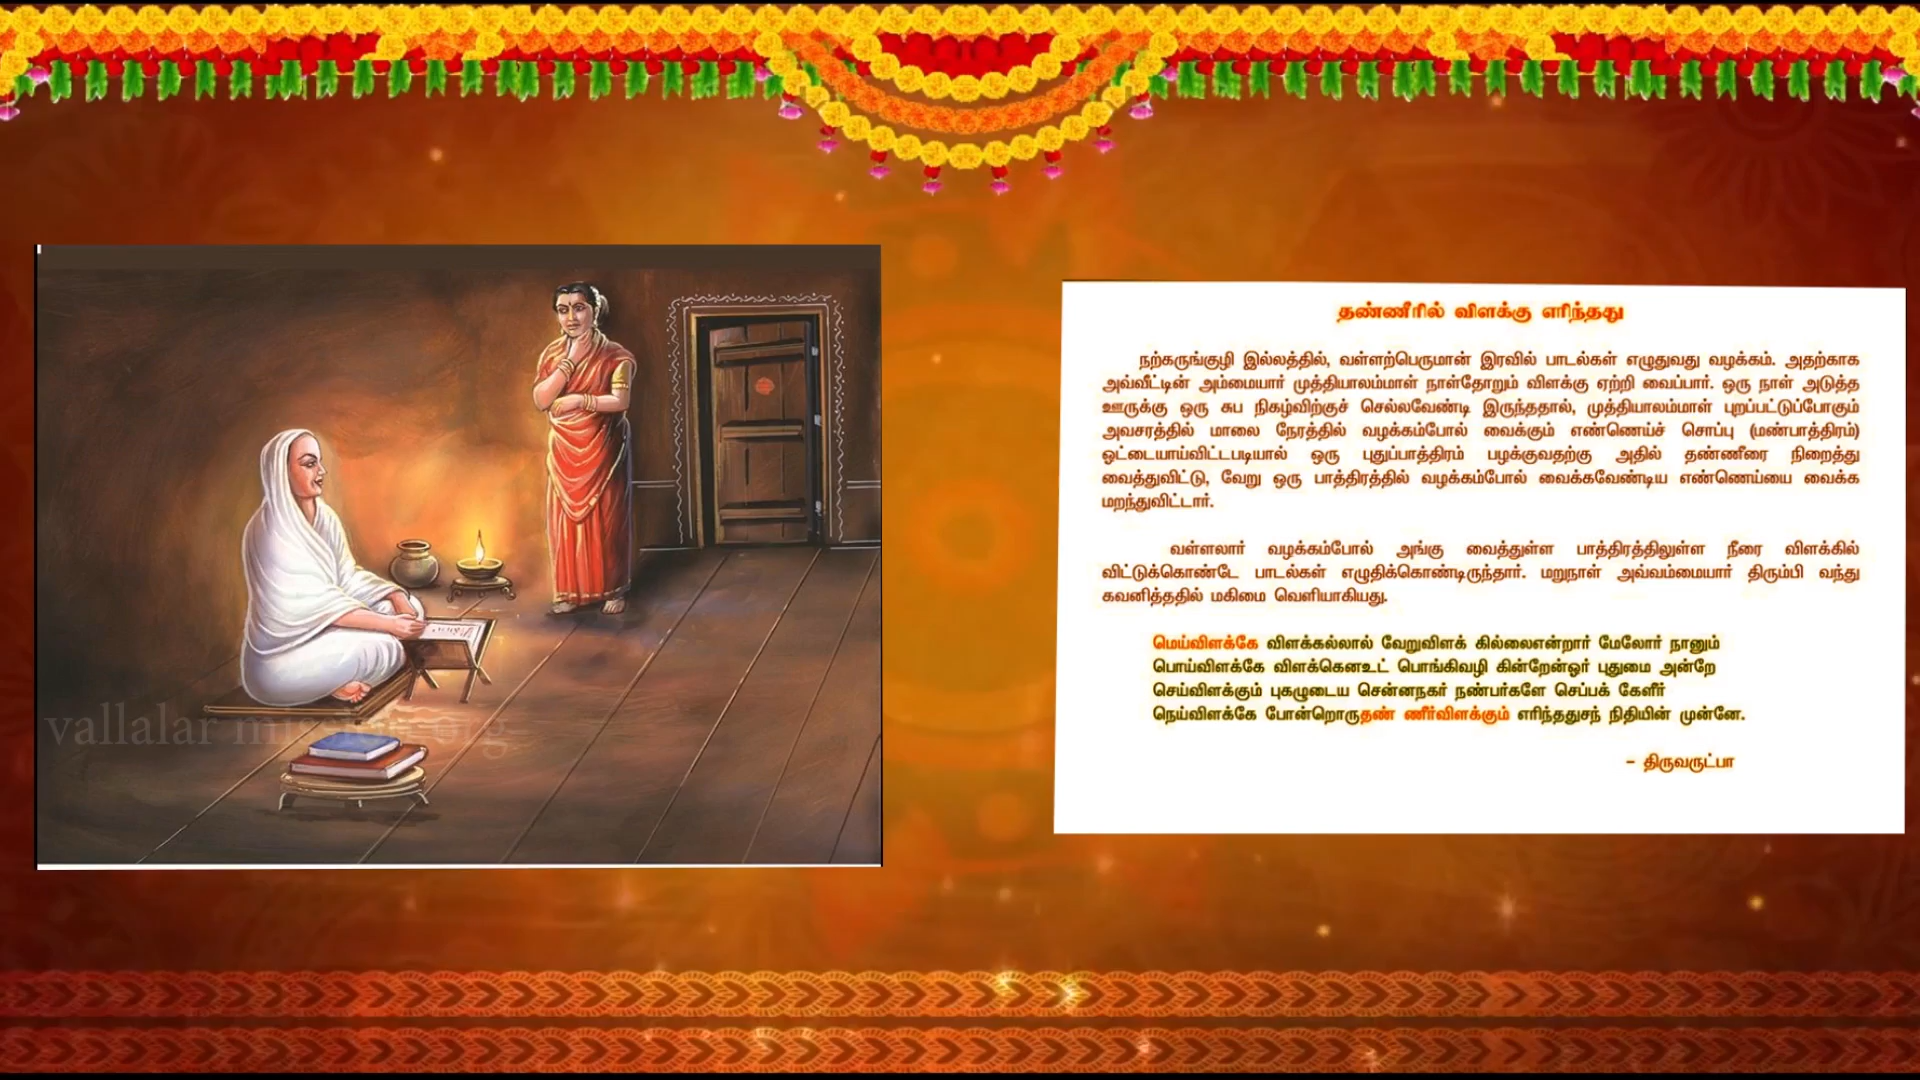 தண்ணீரில் விளக்கு எரிந்தது
நற்கருங்குழி இல்லத்தில், வள்ளற்பெருமான் இரவில் பாடல்கள் எழுதுவது வழக்கம். அதற்காக
அவ்வீட்டின் அம்மையார் முத்தியாலம்மாள் நாள்தோறும் விளக்கு ஏற்றி வைப்பார். ஒரு நாள் அடுத்த
ஊருக்கு ஒரு சுப நிகழ்விற்குச் செல்லவேண்டி இருந்ததால், முத்தியாலம்மாள் புறப்பட்டுப்போகும்
அவசரத்தில் மாலை நேரத்தில் வழக்கம்போல் வைக்கும் எண்ணெய்ச் சொப்பு (மண்பாத்திரம்)
ஒட்டையாய்விட்டபடியால் ஒரு புதுப்பாத்திரம் பழக்குவதற்கு அதில் தண்ணீரை நிறைத்து
வைத்துவிட்டு, வேறு ஒரு பாத்திரத்தில் வழக்கம்போல் வைக்கவேண்டிய எண்ணெய்யை வைக்க
மறந்துவிட்டார்.
வள்ளலார் வழக்கம்போல் அங்கு வைத்துள்ள பாத்திரத்திலுள்ள நீரை விளக்கில்
விட்டுக்கொண்டே பாடல்கள் எழுதிக்கொண்டிருந்தார். மறுநாள் அவ்வம்மையார் திரும்பி வந்து
கவனித்ததில் மகிமை வெளியாகியது.
மெய்விளக்கே விளக்கல்லால் வேறுவிளக் கில்லைஎன்றார் மேலோர் நானும்
பொய்விளக்கே விளக்கெனஉட் பொங்கிவழி கின்றேன்ஓர் புதுமை அன்றே
செய்விளக்கும் புகழுடைய சென்னநகர் நண்பர்களே செப்பக் கேளீர்
நெய்விளக்கே போன்றொருதண் ணீர்விளக்கும் எரிந்ததுசந் நிதியின் முன்னே.
– திருவருட்பா
vallalar mission.org